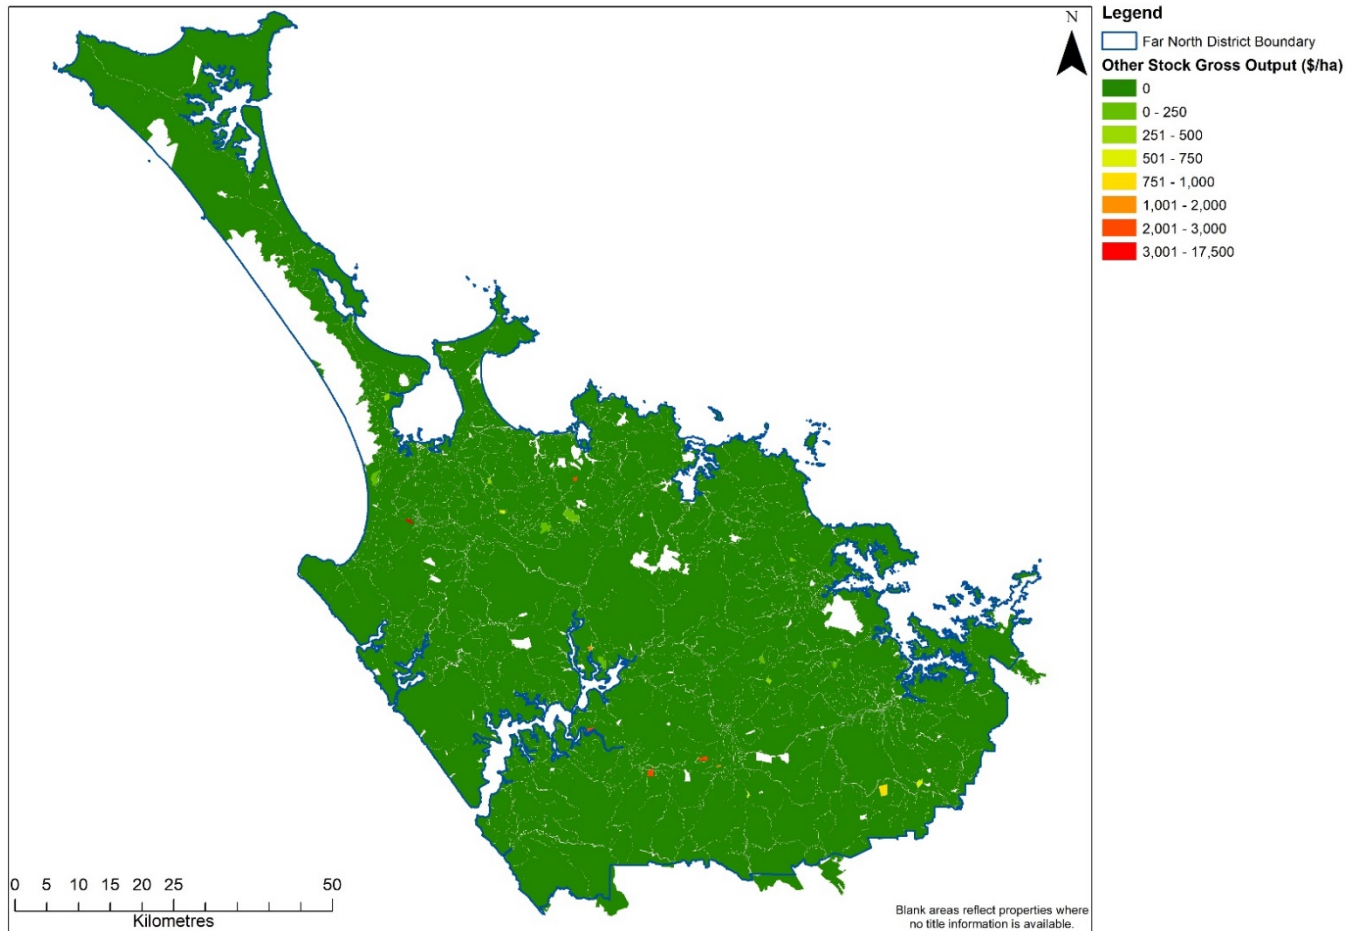 N
Legend
Far North District Boundary
Other Stock Gross Output ($/ha)
0
0 - 250
251 - 500
501 - 750
751 - 1,000
1,001 - 2,000
2,001 - 3,000
3,001 - 17,500
0 5 10 15 20 25 50
Kilometres
Blank areas reflect properties where
no title information is available.